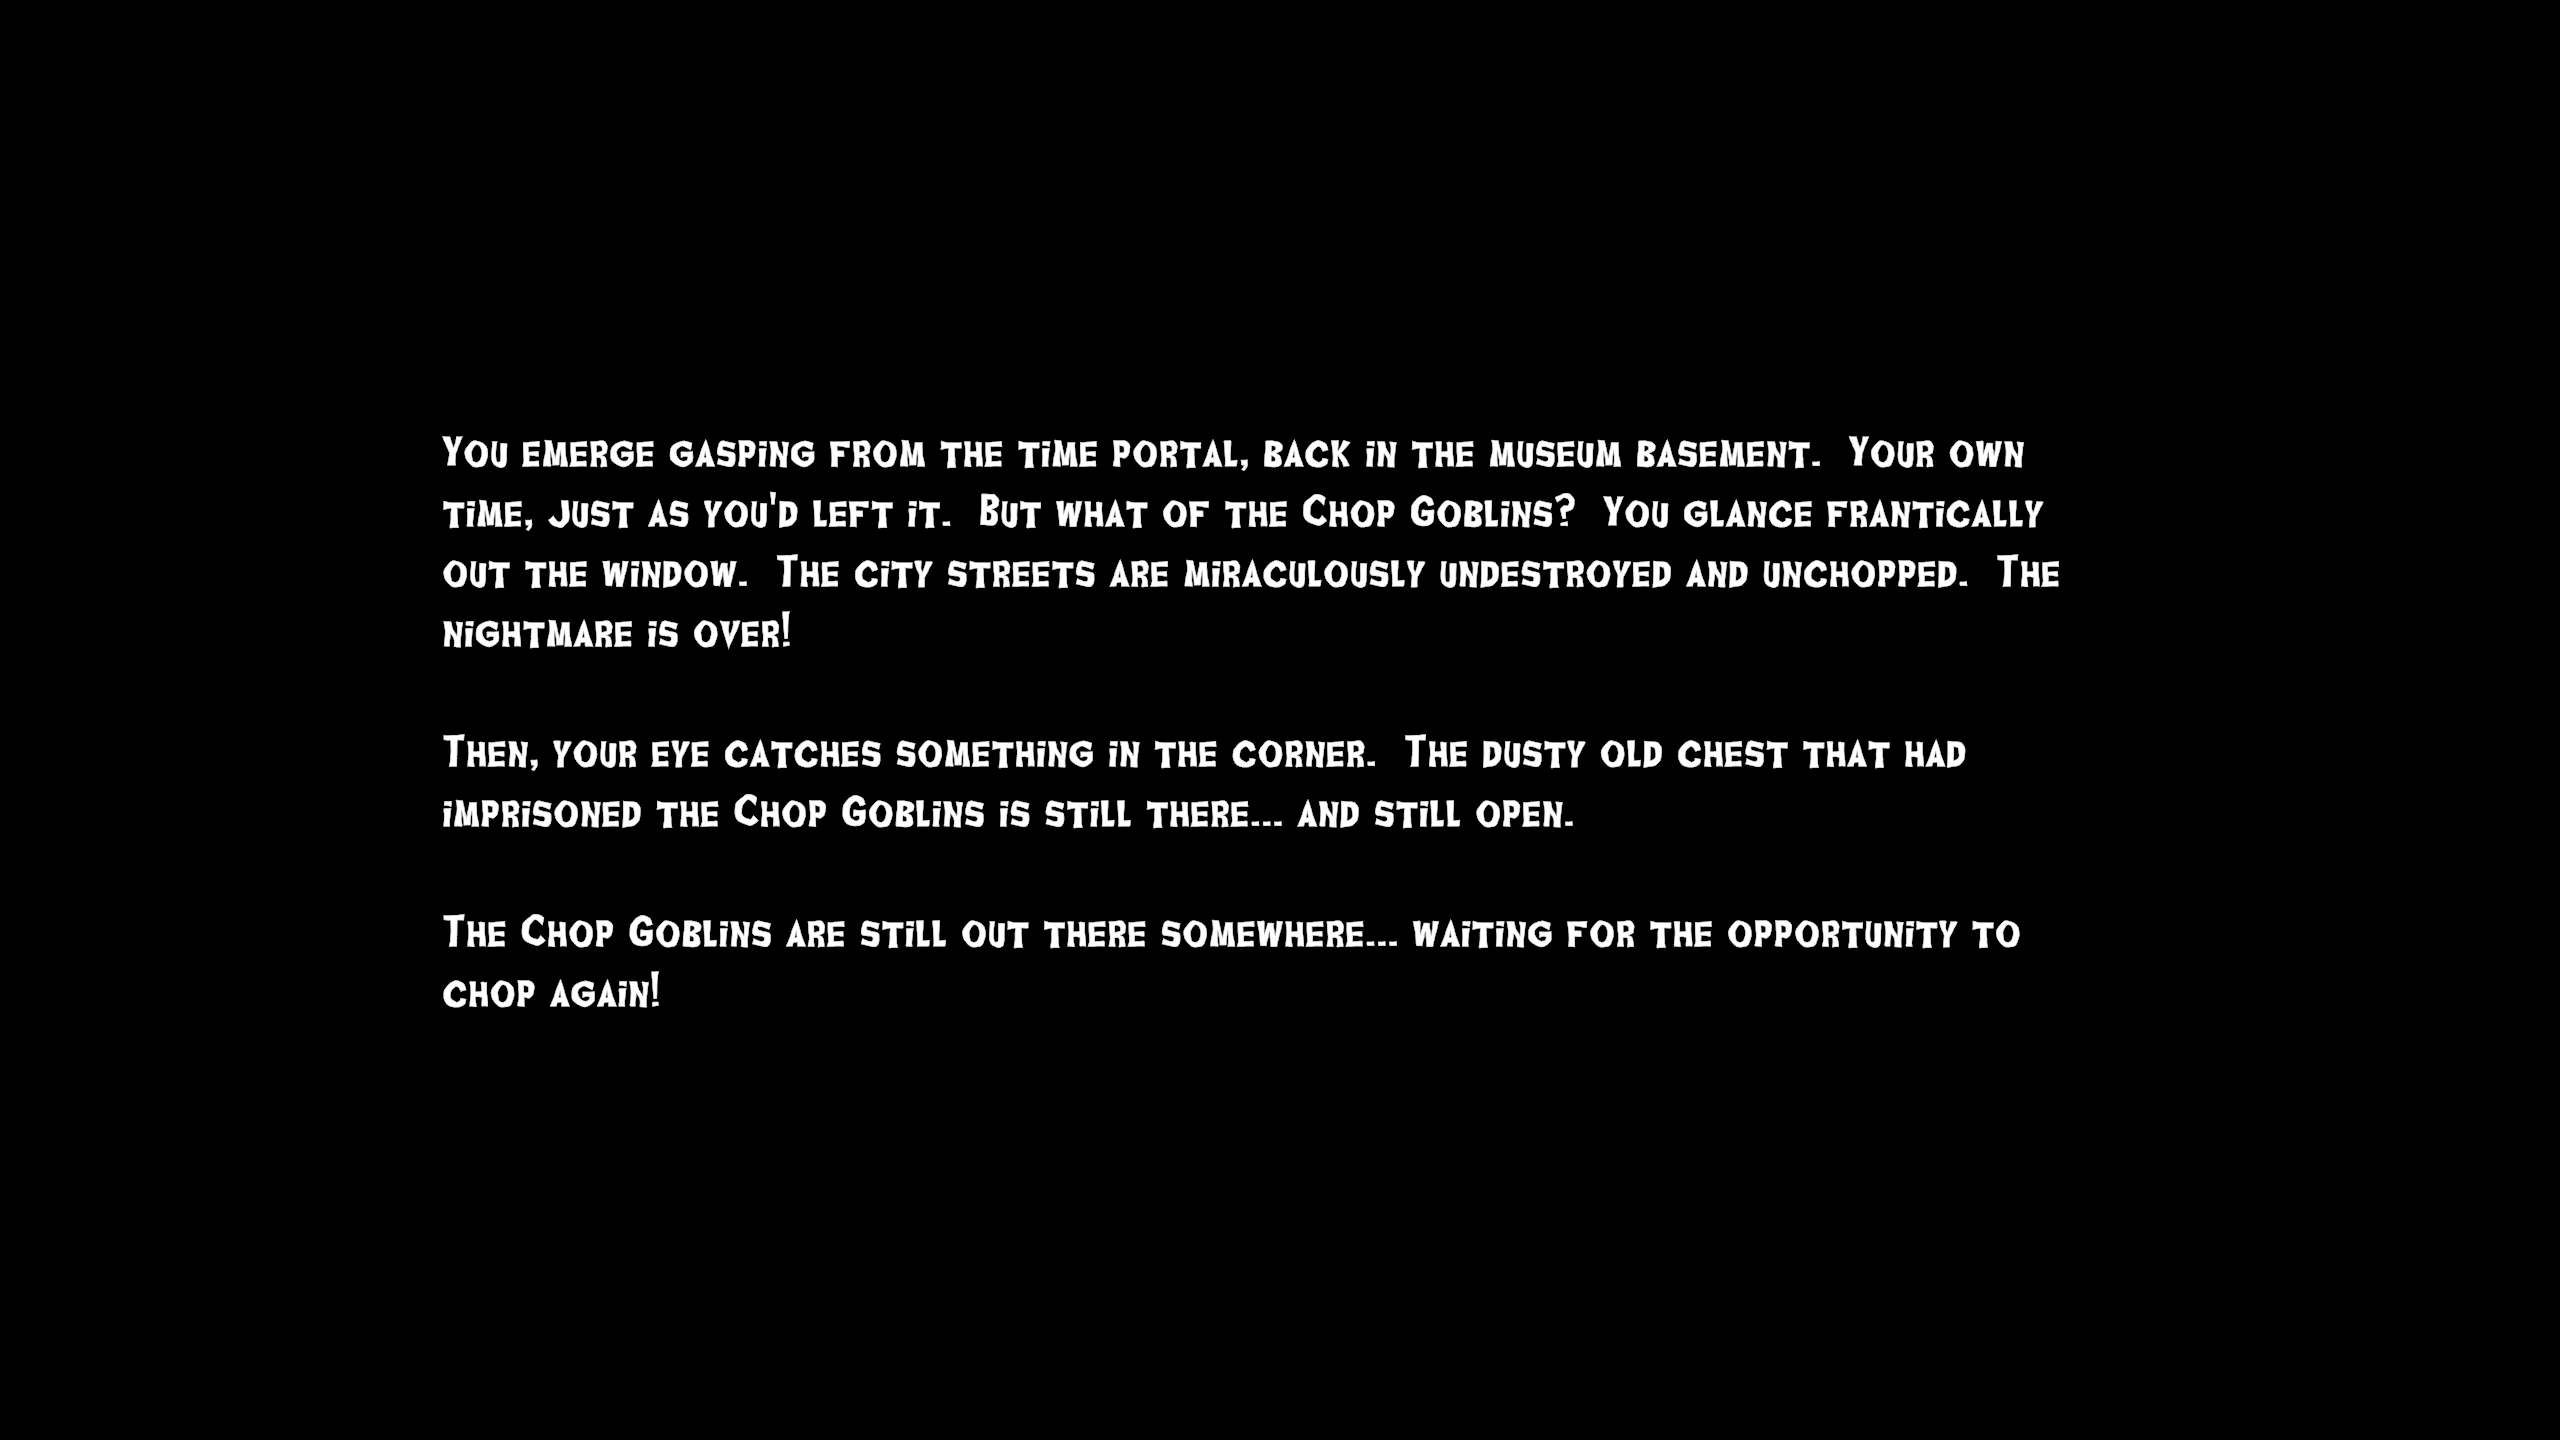 You emerge gasping from the time portal, back in the museum basement.  Your own
time, just as you'd left it.  But what of the Chop Goblins?  You glance frantically
out the window.  The city streets are miraculously undestroyed and unchopped.  The
nightmare is over!
Then, your eye catches something in the corner.  The dusty old chest that had
imprisoned the Chop Goblins is still there... and still open.
The Chop Goblins are still out there somewhere... waiting for the opportunity to
chop again!